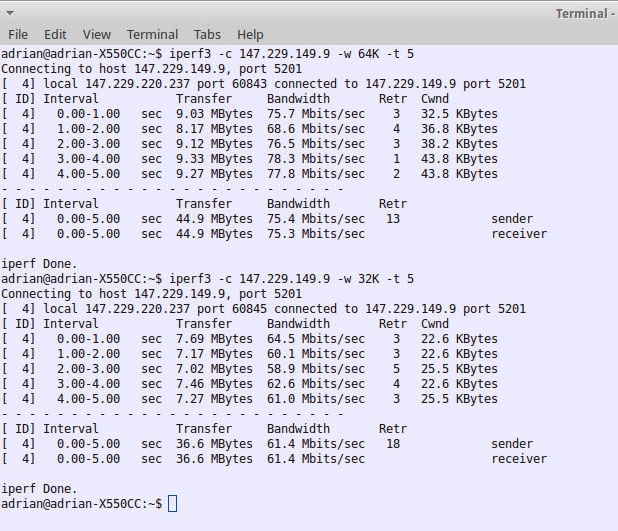 Terminal -
File Edit View Terminal Tabs Help
adrian@adrian-X550CC:~$ iperf3 -c 147.229.149.9 -w 64K -t 5
Connecting to host 147.229.149.9, port 5201
[  4] local 147.229.220.237 port 60843 connected to 147.229.149.9 port 5201
[ ID] Interval           Transfer     Bandwidth       Retr  Cwnd
[  4]   0.00-1.00   sec  9.03 MBytes  75.7 Mbits/sec    3   32.5 KBytes
[  4]   1.00-2.00   sec  8.17 MBytes  68.6 Mbits/sec    4   36.8 KBytes
[  4]   2.00-3.00   sec  9.12 MBytes  76.5 Mbits/sec    3   38.2 KBytes
[  4]   3.00-4.00   sec  9.33 MBytes  78.3 Mbits/sec    1   43.8 KBytes
[  4]   4.00-5.00   sec  9.27 MBytes  77.8 Mbits/sec    2   43.8 KBytes
- - - - - - - - - - - - - - - - - - - - - - - - -
[ ID] Interval           Transfer     Bandwidth       Retr
[  4]   0.00-5.00   sec  44.9 MBytes  75.4 Mbits/sec   13             sender
[  4]   0.00-5.00   sec  44.9 MBytes  75.3 Mbits/sec                  receiver
iperf Done.
adrian@adrian-X550CC:~$ iperf3 -c 147.229.149.9 -w 32K -t 5
Connecting to host 147.229.149.9, port 5201
[  4] local 147.229.220.237 port 60845 connected to 147.229.149.9 port 5201
[ ID] Interval           Transfer     Bandwidth       Retr  Cwnd
[  4]   0.00-1.00   sec  7.69 MBytes  64.5 Mbits/sec    3   22.6 KBytes
[  4]   1.00-2.00   sec  7.17 MBytes  60.1 Mbits/sec    3   22.6 KBytes
[  4]   2.00-3.00   sec  7.02 MBytes  58.9 Mbits/sec    5   25.5 KBytes
[  4]   3.00-4.00   sec  7.46 MBytes  62.6 Mbits/sec    4   22.6 KBytes
[  4]   4.00-5.00   sec  7.27 MBytes  61.0 Mbits/sec    3   25.5 KBytes
- - - - - - - - - - - - - - - - - - - - - - - - -
[ ID] Interval           Transfer     Bandwidth       Retr
[  4]   0.00-5.00   sec  36.6 MBytes  61.4 Mbits/sec   18             sender
[  4]   0.00-5.00   sec  36.6 MBytes  61.4 Mbits/sec                  receiver
iperf Done.
adrian@adrian-X550CC:~$